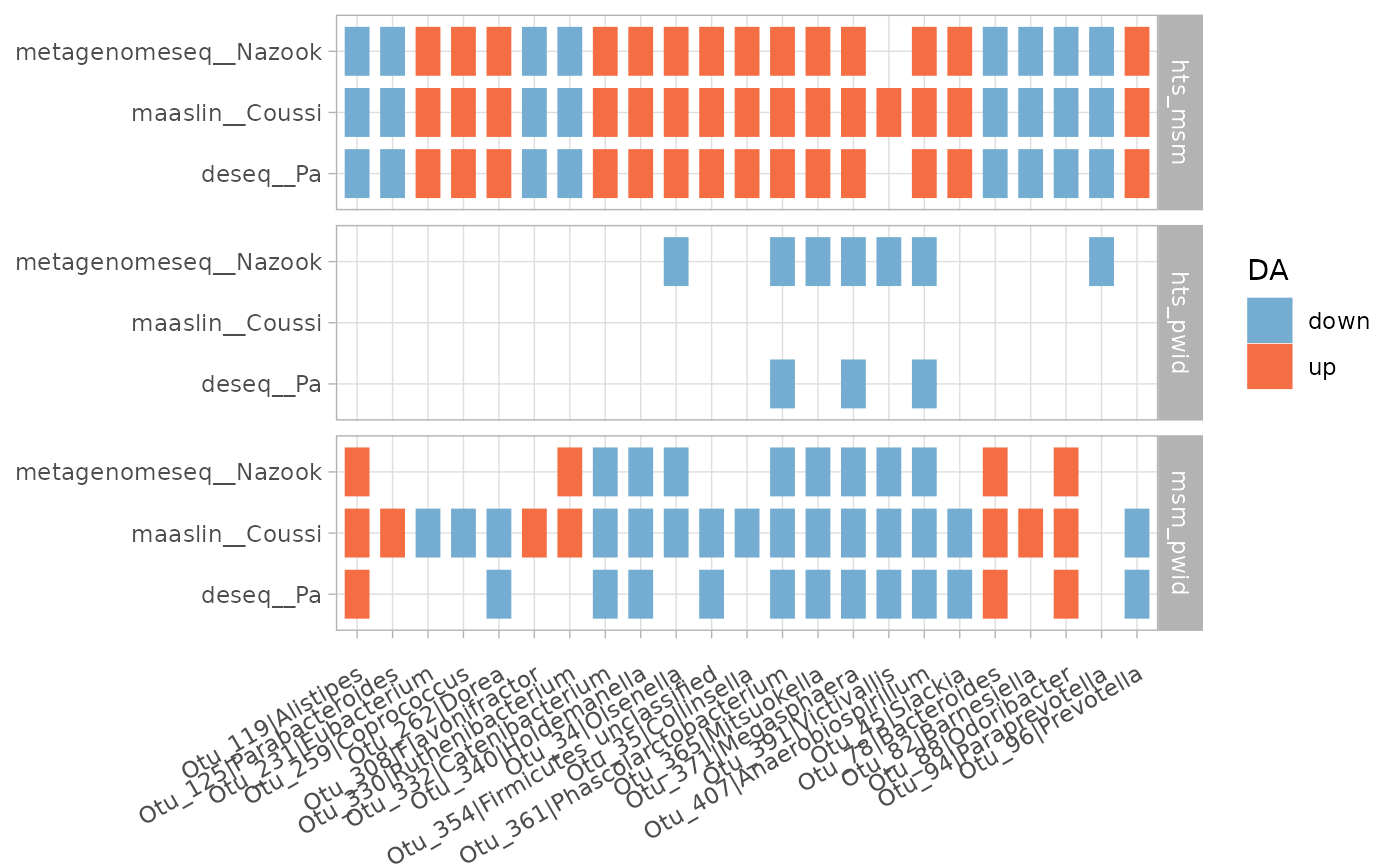 metagenomeseq__Nazook
maaslin__Coussi
deseq__Pa
hts_msm
metagenomeseq__Nazook
maaslin__Coussi
deseq__Pa
hts_pwid
metagenomeseq__Nazook
maaslin__Coussi
deseq__Pa
msm_pwid
DA
down
up
Otu_119|Alistipes
Otu_125|Parabacteroides
Otu_231|Eubacterium
Otu_259|Coprococcus
Otu_262|Dorea
Otu_308|Flavonifractor
Otu_330|Ruthenibacterium
Otu_332|Catenibacterium
Otu_340|Holdemanella
Otu_34|Olsenella
Otu_354|Firmicutes_unclassified
Otu_35|Collinsella
Otu_361|Phascolarctobacterium
Otu_365|Mitsuokella
Otu_371|Megasphaera
Otu_391|Victivallis
Otu_407|Anaerobiospirillum
Otu_45|Slackia
Otu_78|Bacteroides
Otu_82|Barnesiella
Otu_88|Odoribacter
Otu_94|Paraprevotella
Otu_96|Prevotella